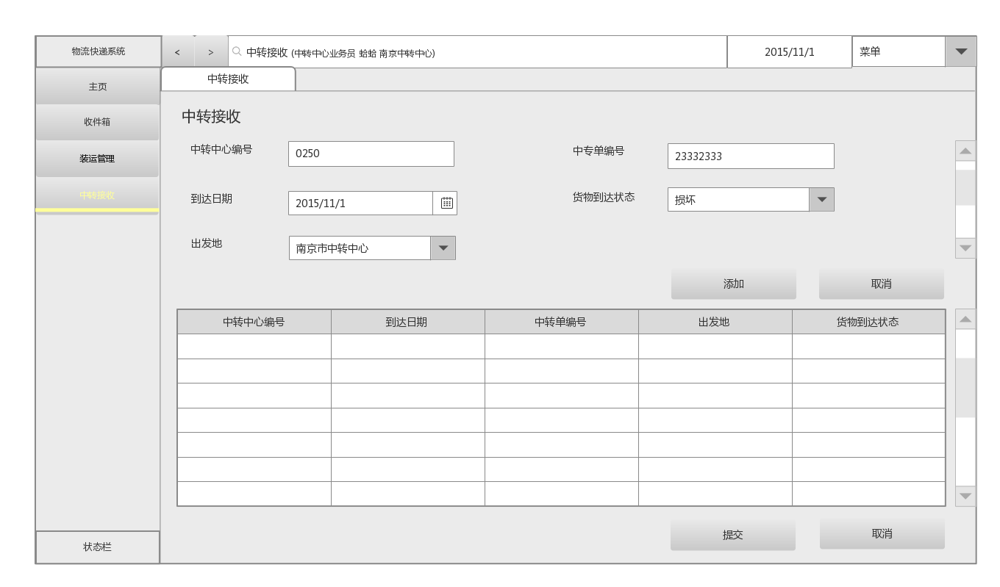 物流快递系统
< > 中转接收 (中转中心业务员 蛤蛤 南京中转中心)
2015/11/1
菜单
主页
收件箱
装运管理
中转接收
状态栏
中转接收
中转接收
中转中心编号 0250
中专单编号 23332333
到达日期 2015/11/1
货物到达状态 损坏
出发地 南京市中转中心
添加 取消
中转中心编号 到达日期 中转单编号 出发地 货物到达状态
提交 取消